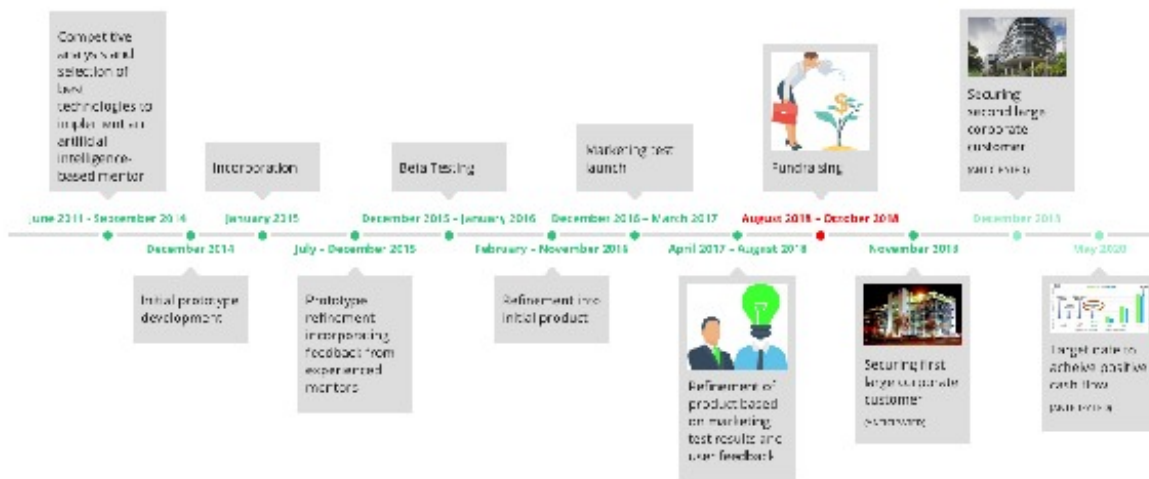 Competitive
analysis and
selection of
best
technologies to
implement an
artificial
intelligence-
based mentor
June 2011 - September 2014
Initial prototype
development
December 2014
Incorporation
January 2015
Prototype
refinement
incorporating
feedback from
experienced
mentors
July - December 2015
Beta Testing
December 2015 - January 2016
Refinement into
initial product
February - November 2016
Marketing test
launch
December 2016 - March 2017
Refinement of
product based
on marketing
test results and
user feedback
April 2017 - August 2018
Fundraising
August 2018 - October 2018
Securing first
large corporate
customer
(ANTICIPATED)
November 2018
Securing
second large
corporate
customer
(ANTICIPATED)
December 2018
Target date to
acheive positive
cash flow
(ANTICIPATED)
May 2020